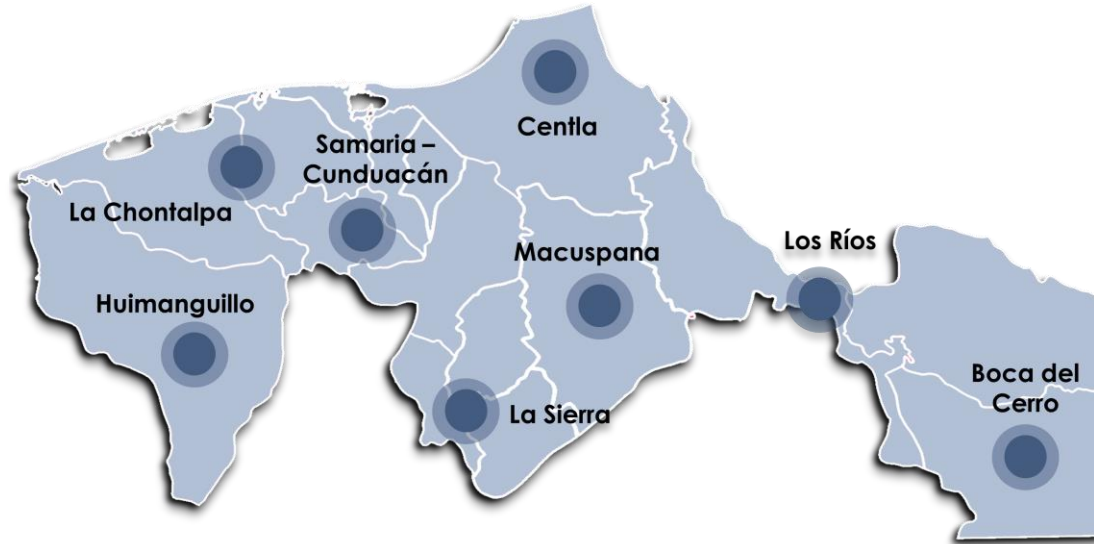 Centla
Samaria –
Cunduacán
La Chontalpa
Los Ríos
Macuspana
Huimanguillo
Boca del
Cerro
La Sierra